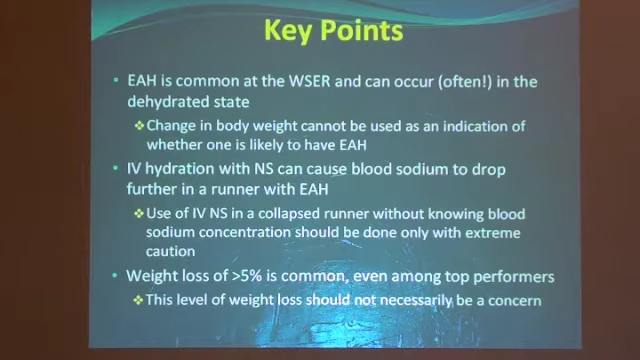 Key Points
• EAH is common at the WSER and can occur (often!) in the
dehydrated state
❖Change in body weight cannot be used as an indication of
whether one is likely to have EAH
• IV hydration with NS can cause blood sodium to drop
further in a runner with EAH
❖Use of IV NS in a collapsed runner without knowing blood
sodium concentration should be done only with extreme
caution
• Weight loss of >5% is common, even among top performers
❖This level of weight loss should not necessarily be a concern